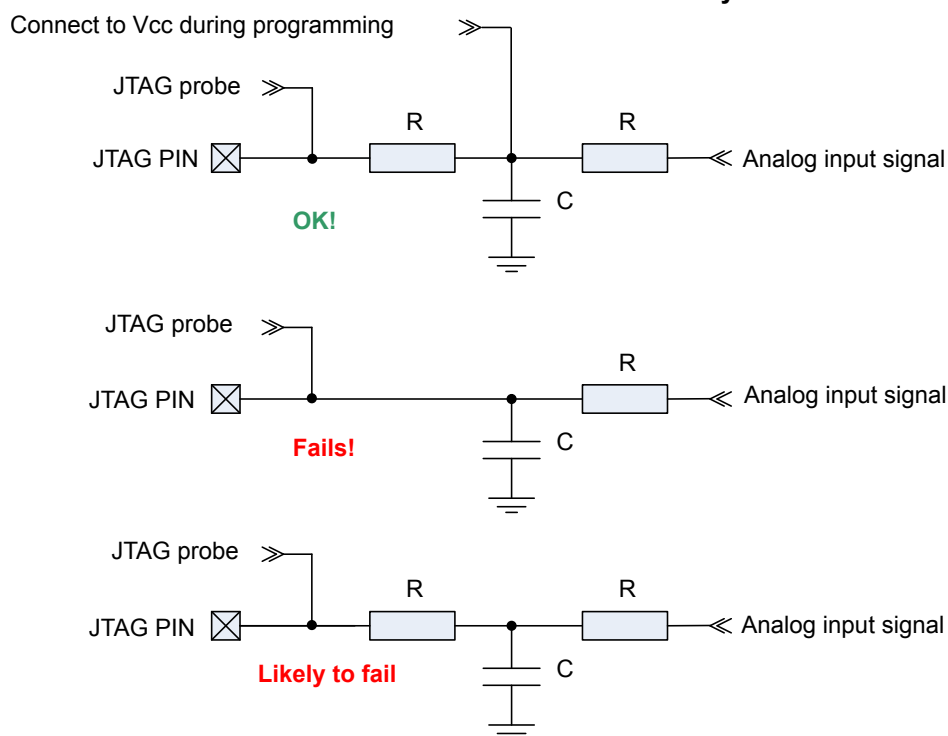 Connect to Vcc during programming
JTAG probe
R
R
JTAG PIN
Analog input signal
C
OK!
JTAG probe
R
JTAG PIN
Analog input signal
C
Fails!
JTAG probe
R
R
JTAG PIN
Analog input signal
C
Likely to fail